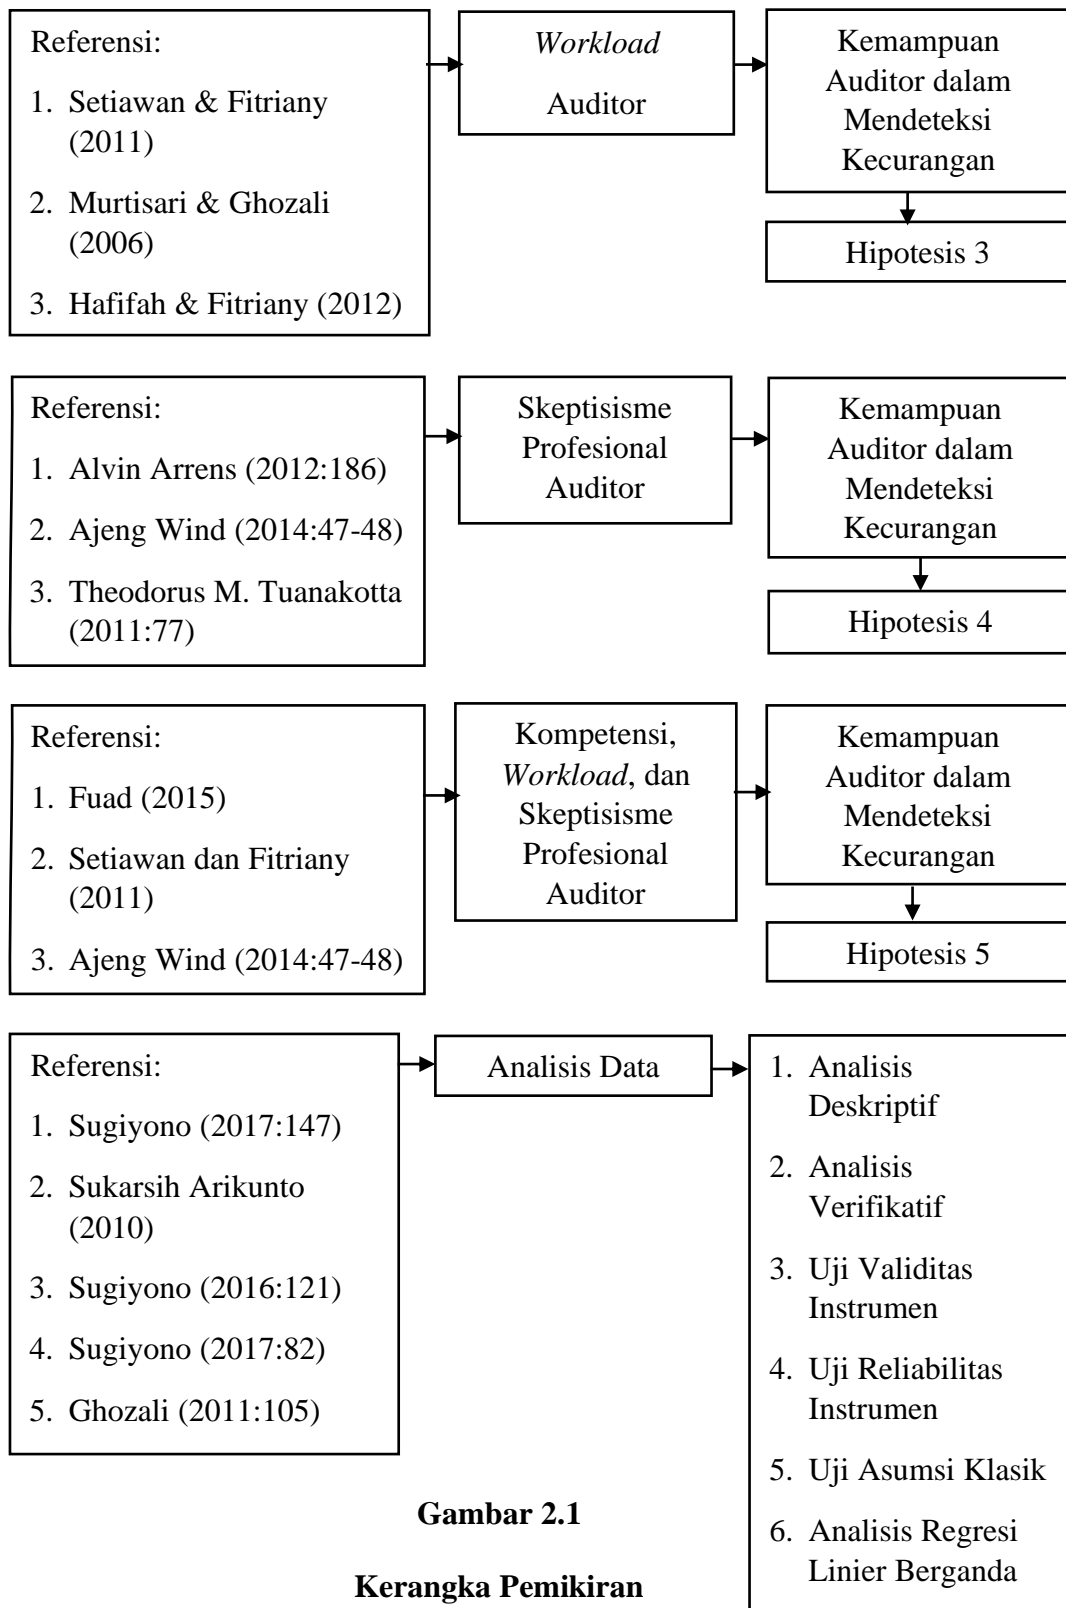 Referensi:
1. Setiawan & Fitriany
(2011)
2. Murtisari & Ghozali
(2006)
3. Hafifah & Fitriany (2012)
Workload
Auditor
Kemampuan
Auditor dalam
Mendeteksi
Kecurangan
Hipotesis 3
Referensi:
1. Alvin Arrens (2012:186)
2. Ajeng Wind (2014:47-48)
3. Theodorus M. Tuanakotta
(2011:77)
Skeptisisme
Profesional
Auditor
Kemampuan
Auditor dalam
Mendeteksi
Kecurangan
Hipotesis 4
Referensi:
1. Fuad (2015)
2. Setiawan dan Fitriany
(2011)
3. Ajeng Wind (2014:47-48)
Kompetensi,
Workload, dan
Skeptisisme
Profesional
Auditor
Kemampuan
Auditor dalam
Mendeteksi
Kecurangan
Hipotesis 5
Referensi:
1. Sugiyono (2017:147)
2. Sukarsih Arikunto
(2010)
3. Sugiyono (2016:121)
4. Sugiyono (2017:82)
5. Ghozali (2011:105)
Analisis Data
1. Analisis
Deskriptif
2. Analisis
Verifikatif
3. Uji Validitas
Instrumen
4. Uji Reliabilitas
Instrumen
5. Uji Asumsi Klasik
6. Analisis Regresi
Linier Berganda
Gambar 2.1
Kerangka Pemikiran